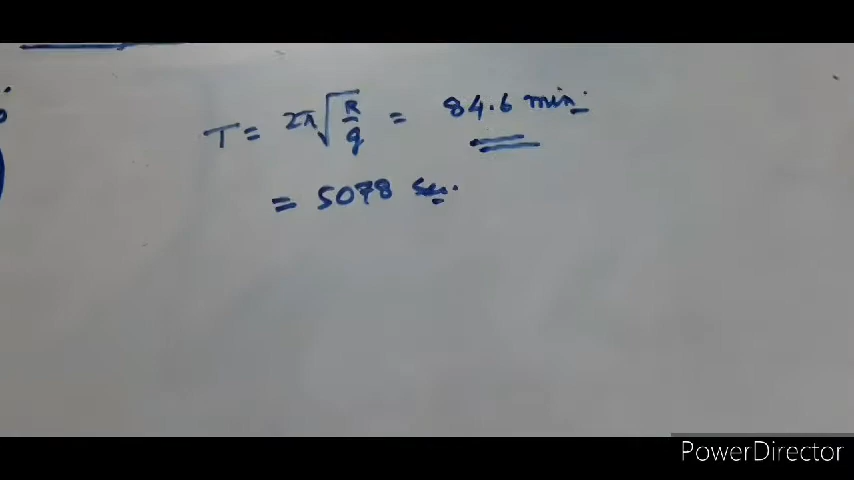 T = 2π√(R/g) = 84.6 min.
= 5078 Sec.
PowerDirector